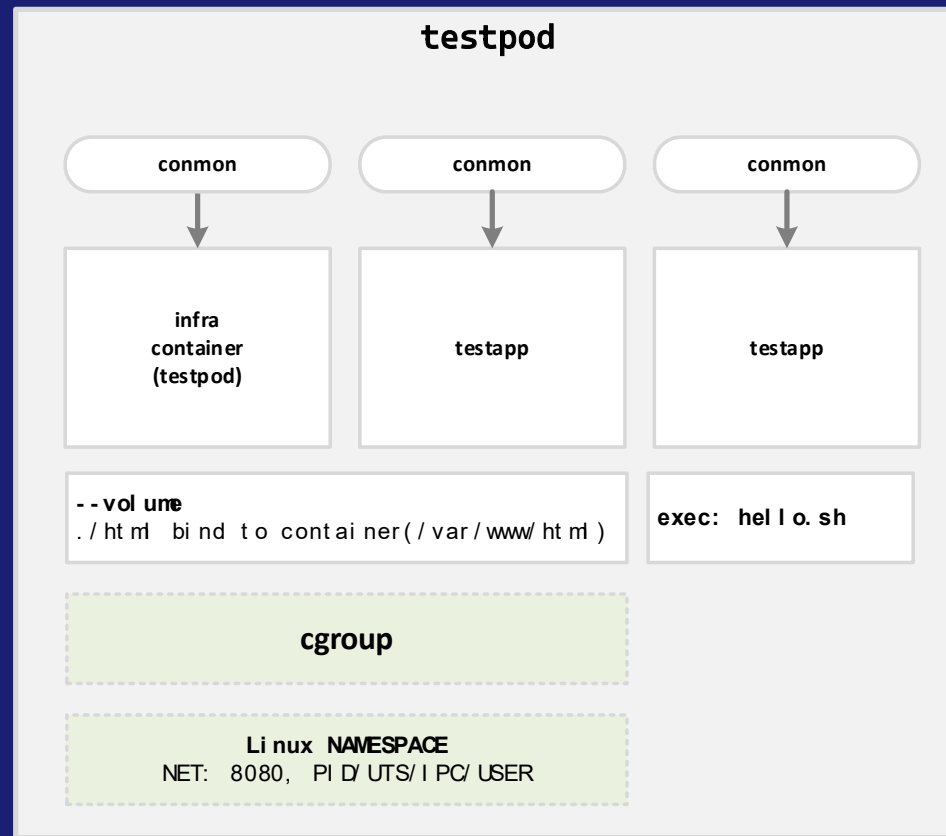 testpod
conmon
conmon
conmon
infra
container
(testpod)
testapp
testapp
--volume
./html bind to container(/var/www/html)
exec: hello.sh
cgroup
Linux NAMESPACE
NET: 8080, PID/UTS/IPC/USER